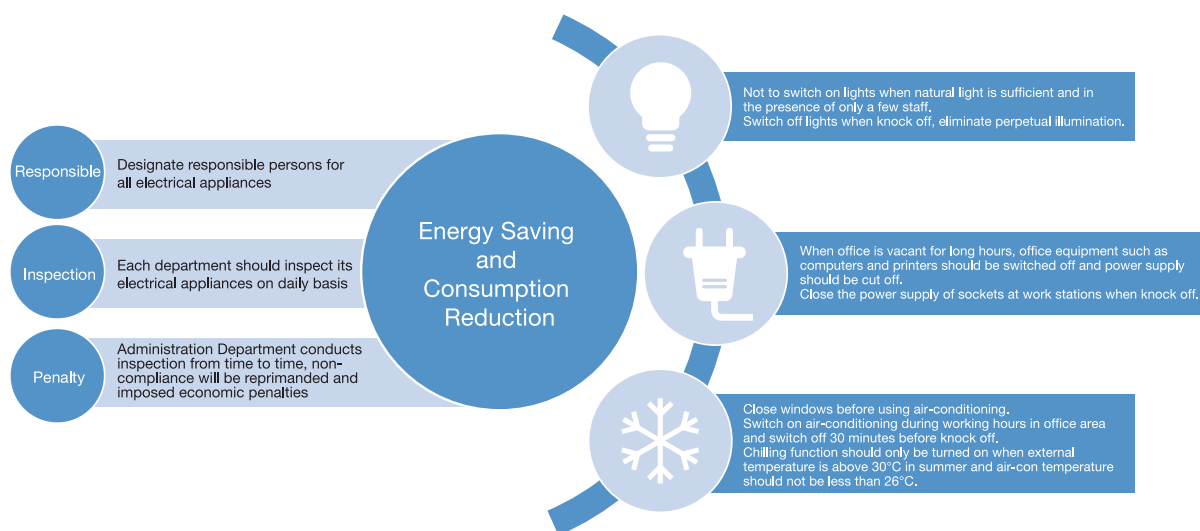 Responsible
Designate responsible persons for
all electrical appliances
Inspection
Each department should inspect its
electrical appliances on daily basis
Penalty
Administration Department conducts
inspection from time to time, non-
compliance will be reprimanded and
imposed economic penalties
Energy Saving
and
Consumption
Reduction
Not to switch on lights when natural light is sufficient and in
the presence of only a few staff.
Switch off lights when knock off, eliminate perpetual illumination.
When office is vacant for long hours, office equipment such as
computers and printers should be switched off and power supply
should be cut off.
Close the power supply of sockets at work stations when knock off.
Close windows before using air-conditioning.
Switch on air-conditioning during working hours in office area
and switch off 30 minutes before knock off.
Chilling function should only be turned on when external
temperature is above 30°C in summer and air-con temperature
should not be less than 26°C.